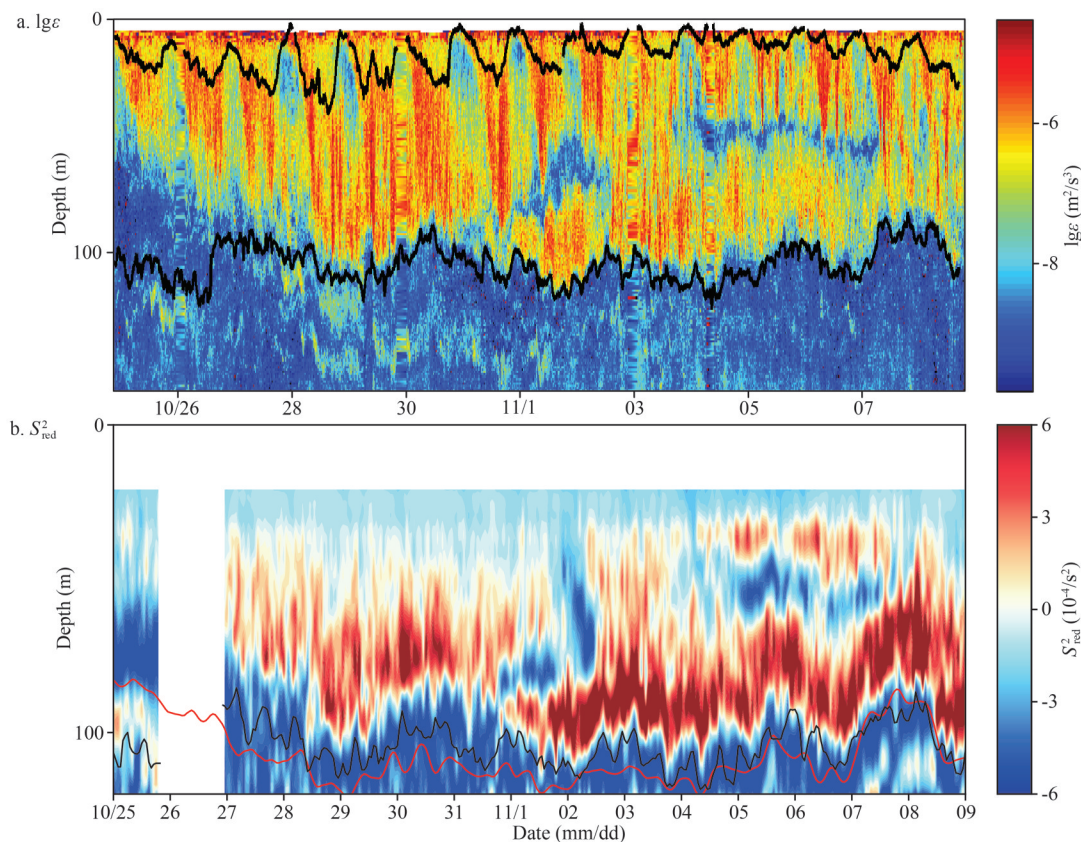 a. lgε
0
100
Depth (m)
10/26 28 30 11/1 03 05 07
-6
-8
lgε (m²/s³)
b. S²red
0
100
Depth (m)
10/25 26 27 28 29 30 31 11/1 02 03 04 05 06 07 08 09
Date (mm/dd)
6
3
0
-3
-6
S²red (10⁻⁴/s²)